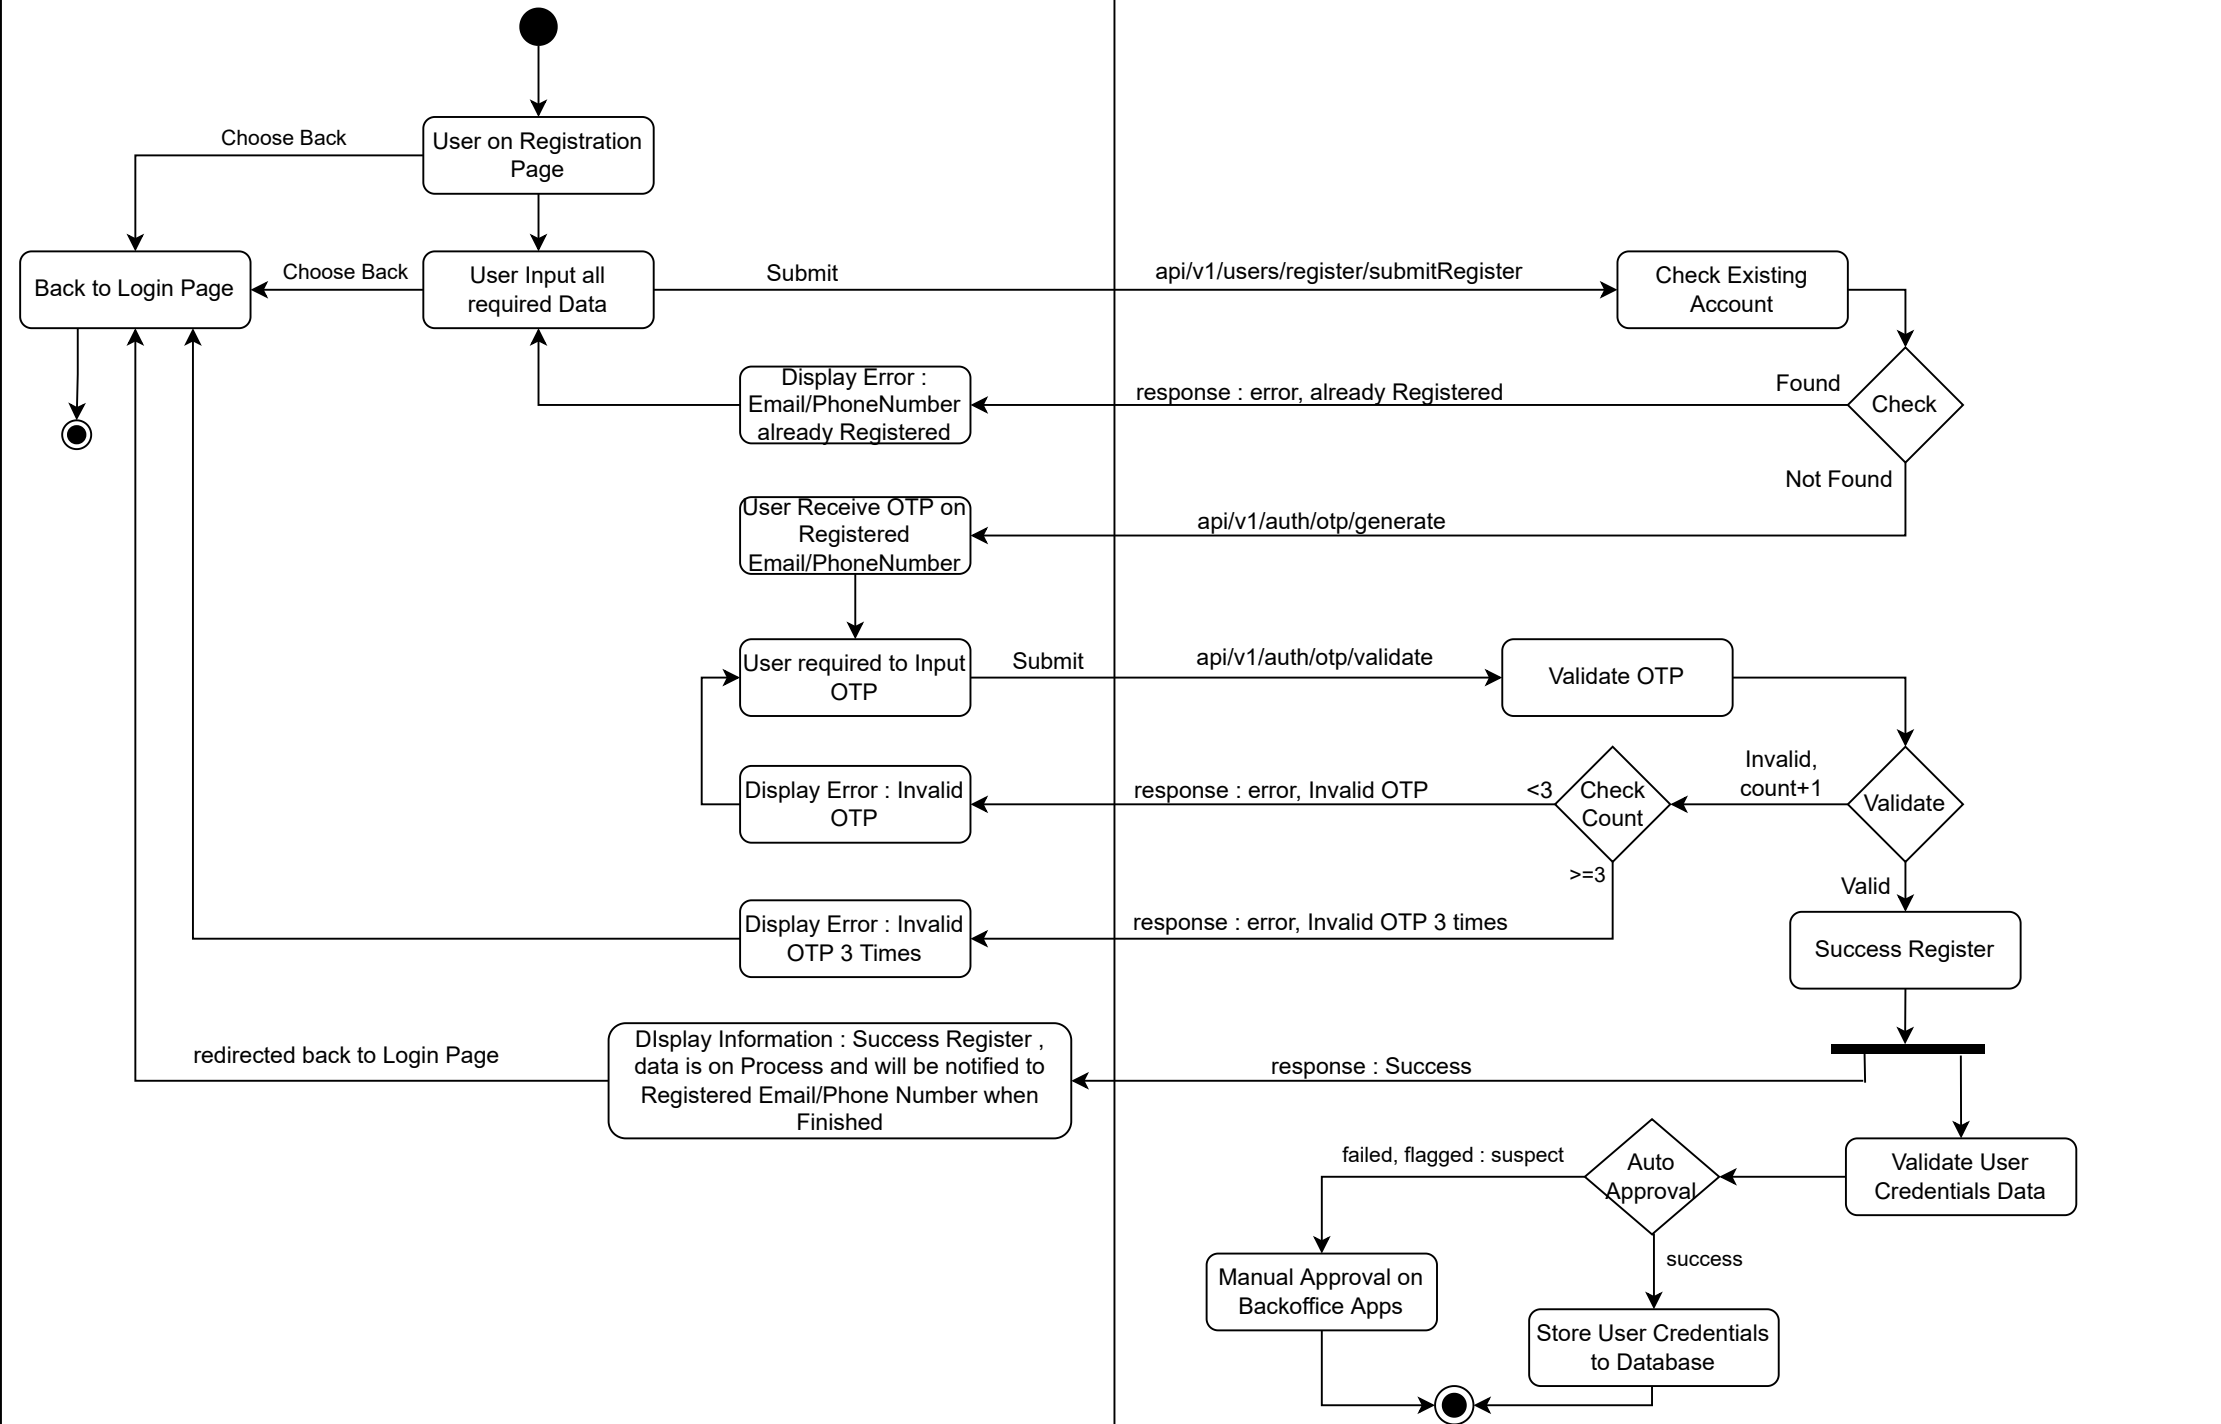 User on Registration
Page
Choose Back
Back to Login Page
Choose Back
User Input all
required Data
Submit
api/v1/users/register/submitRegister
Check Existing
Account
Display Error :
Email/PhoneNumber
already Registered
response : error, already Registered
Found
Check
Not Found
User Receive OTP on
Registered
Email/PhoneNumber
api/v1/auth/otp/generate
User required to Input
OTP
Submit
api/v1/auth/otp/validate
Validate OTP
Display Error : Invalid
OTP
response : error, Invalid OTP
<3
Check
Count
Invalid,
count+1
Validate
>=3
Valid
Display Error : Invalid
OTP 3 Times
response : error, Invalid OTP 3 times
Success Register
redirected back to Login Page
DIsplay Information : Success Register ,
data is on Process and will be notified to
Registered Email/Phone Number when
Finished
response : Success
failed, flagged : suspect
Auto
Approval
Validate User
Credentials Data
success
Manual Approval on
Backoffice Apps
Store User Credentials
to Database